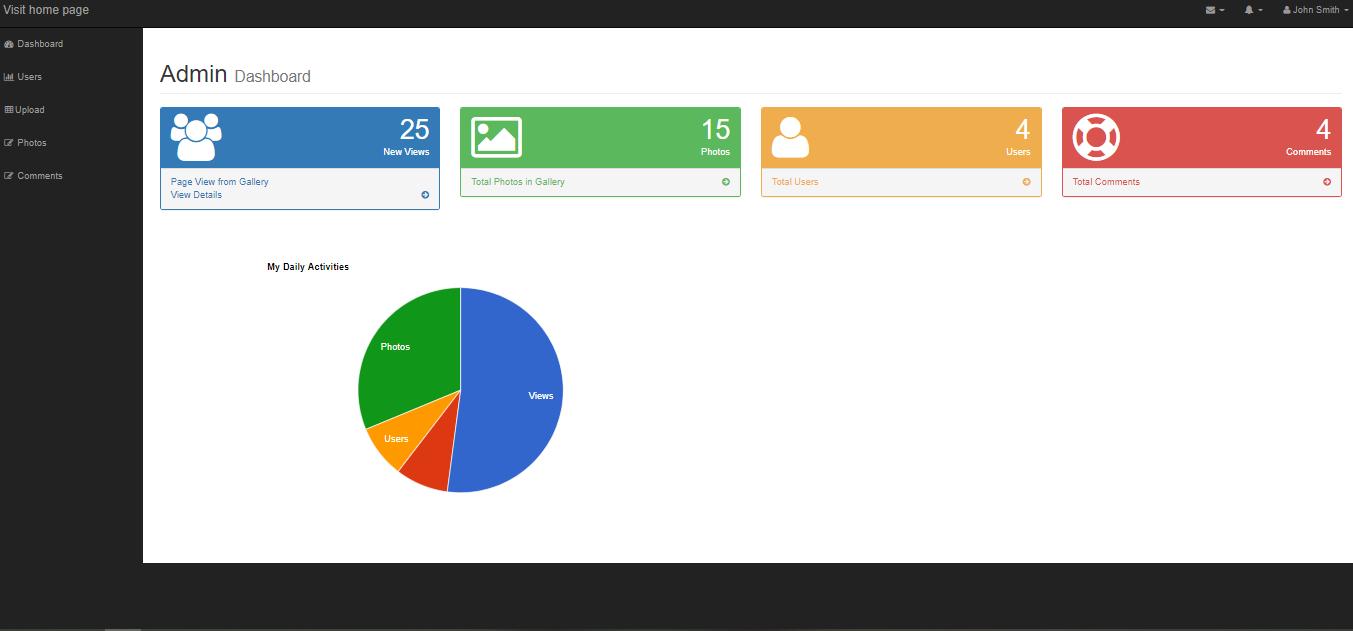 Visit home page
John Smith
Dashboard
Users
Upload
Photos
Comments
Admin Dashboard
25
New Views
Page View from Gallery
View Details
15
Photos
Total Photos in Gallery
4
Users
Total Users
4
Comments
Total Comments
My Daily Activities
Photos
Views
Users